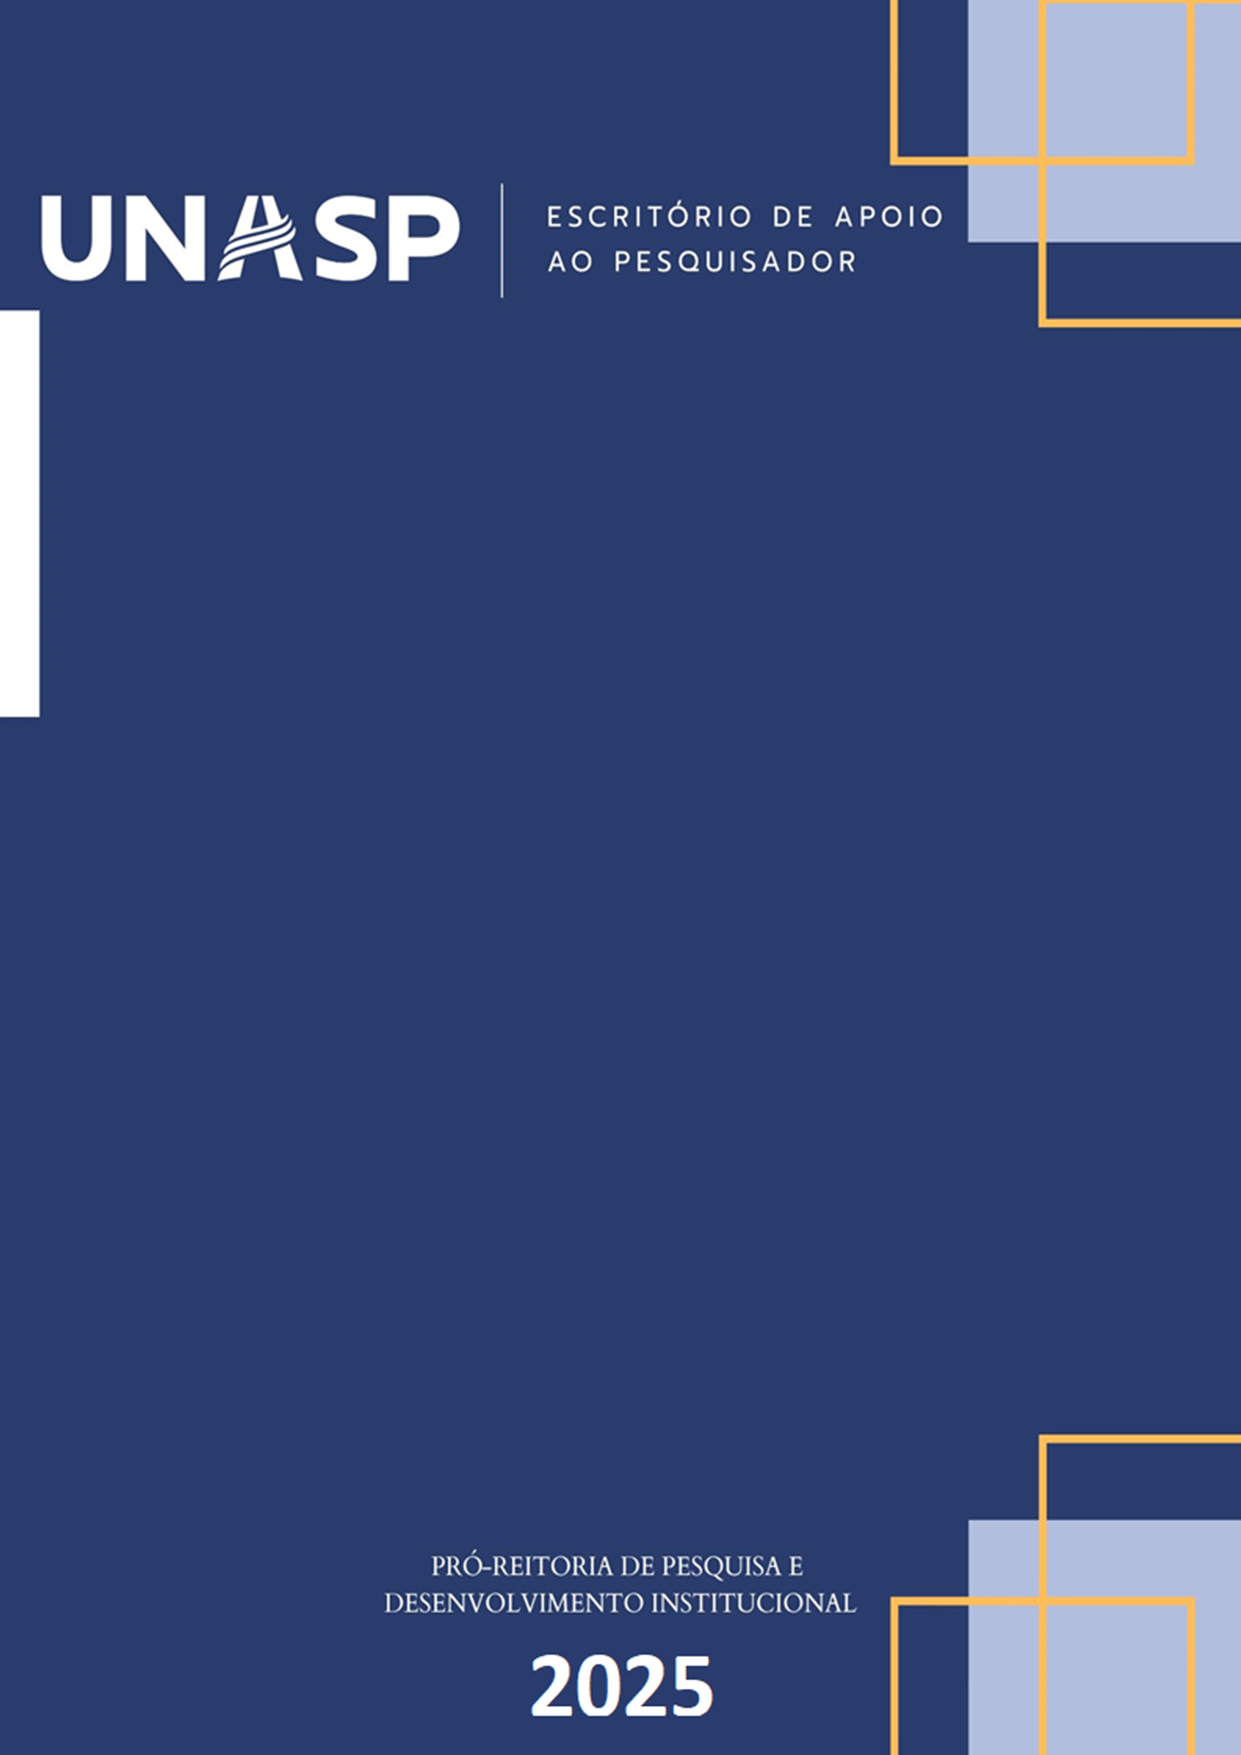 UNASP
ESCRITÓRIO DE APOIO
AO PESQUISADOR
PRÓ-REITORIA DE PESQUISA E
DESENVOLVIMENTO INSTITUCIONAL
2025